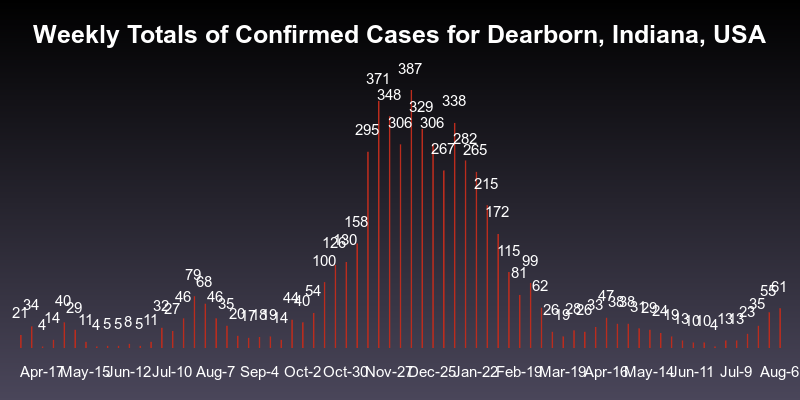 Weekly Totals of Confirmed Cases for Dearborn, Indiana, USA
21 34 4 14 40 29 11 4 5 5 8 5 11 32 27 46 79 68 46 35 20 17 18 19 14 44 40 54 100 126 130 158 295 371 348 306 387 329 306 267 338 282 265 215 172 115 81 99 62 26 19 28 26 33 47 38 38 31 29 24 19 13 10 10 4 13 13 23 35 55 61
Apr-17 May-15 Jun-12 Jul-10 Aug-7 Sep-4 Oct-2 Oct-30 Nov-27 Dec-25 Jan-22 Feb-19 Mar-19 Apr-16 May-14 Jun-11 Jul-9 Aug-6